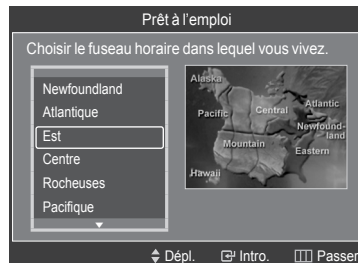 Prêt à l'emploi
Choisir le fuseau horaire dans lequel vous vivez.
Newfoundland
Atlantique
Est
Centre
Rocheuses
Pacifique
Alaska
Pacific
Central
Atlantic
Newfound-
land
Mountain
Eastern
Hawaii
Dépl. Intro. Passer